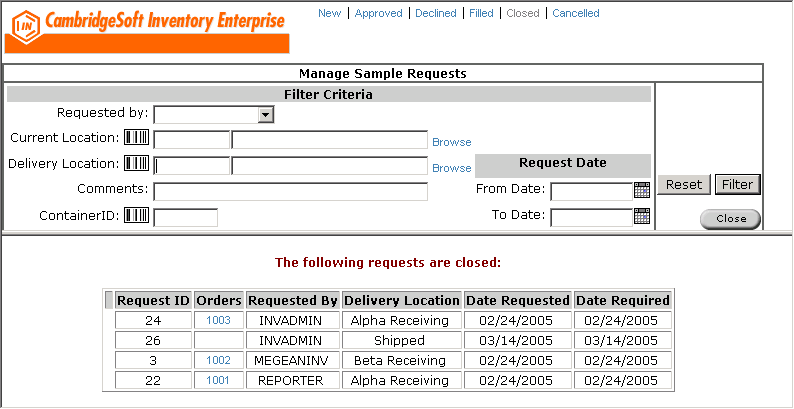 IN CambridgeSoft Inventory Enterprise
New | Approved | Declined | Filled | Closed | Cancelled
Manage Sample Requests
Filter Criteria
Requested by:
Current Location: Browse
Delivery Location: Browse Request Date
Comments: From Date: Reset Filter
ContainerID: To Date: Close
The following requests are closed:
Request ID Orders Requested By Delivery Location Date Requested Date Required
24 1003 INVADMIN Alpha Receiving 02/24/2005 02/24/2005
26 INVADMIN Shipped 03/14/2005 03/14/2005
3 1002 MEGEANINV Beta Receiving 02/24/2005 02/24/2005
22 1001 REPORTER Alpha Receiving 02/24/2005 02/24/2005